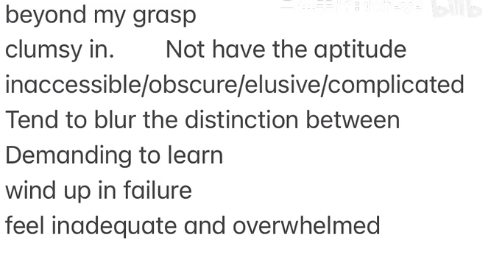 beyond my grasp
clumsy in. Not have the aptitude
inaccessible/obscure/elusive/complicated
Tend to blur the distinction between
Demanding to learn
wind up in failure
feel inadequate and overwhelmed